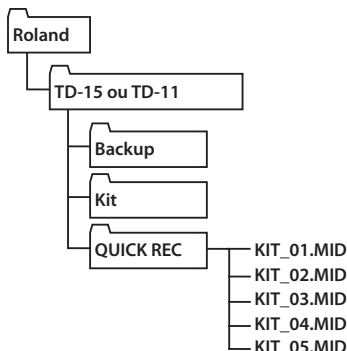 Roland
TD-15 ou TD-11
Backup
Kit
QUICK REC
KIT_01.MID
KIT_02.MID
KIT_03.MID
KIT_04.MID
KIT_05.MID